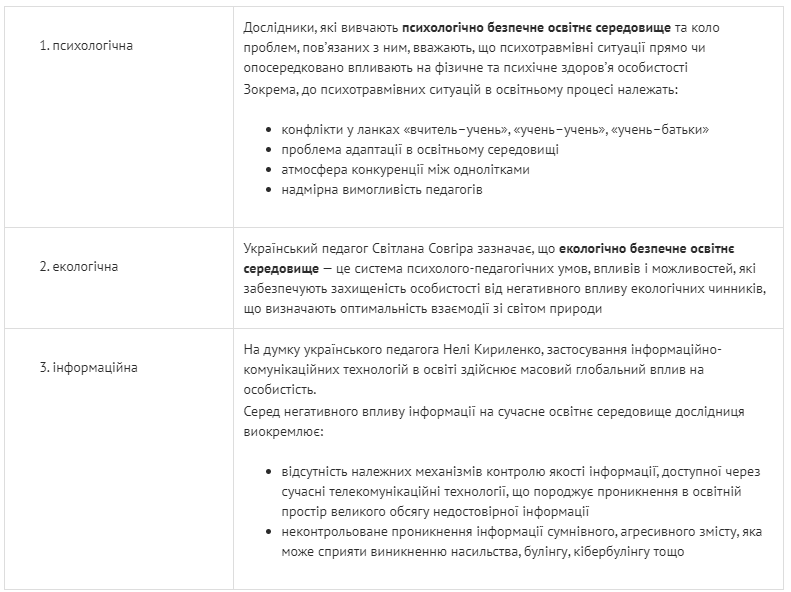 1. психологічна
Дослідники, які вивчають психологічно безпечне освітнє середовище та коло
проблем, пов’язаних з ним, вважають, що психотравмівні ситуації прямо чи
опосередковано впливають на фізичне та психічне здоров’я особистості
Зокрема, до психотравмівних ситуацій в освітньому процесі належать:
• конфлікти у ланках «вчитель–учень», «учень–учень», «учень–батьки»
• проблема адаптації в освітньому середовищі
• атмосфера конкуренції між однолітками
• надмірна вимогливість педагогів
2. екологічна
Український педагог Світлана Совгіра зазначає, що екологічно безпечне освітнє
середовище — це система психолого-педагогічних умов, впливів і можливостей, які
забезпечують захищеність особистості від негативного впливу екологічних чинників,
що визначають оптимальність взаємодії зі світом природи
3. інформаційна
На думку українського педагога Нелі Кириленко, застосування інформаційно-
комунікаційних технологій в освіті здійснює масовий глобальний вплив на
особистість.
Серед негативного впливу інформації на сучасне освітнє середовище дослідниця
виокремлює:
• відсутність належних механізмів контролю якості інформації, доступної через
сучасні телекомунікаційні технології, що породжує проникнення в освітній
простір великого обсягу недостовірної інформації
• неконтрольоване проникнення інформації сумнівного, агресивного змісту, яка
може сприяти виникненню насильства, булінгу, кібербулінгу тощо